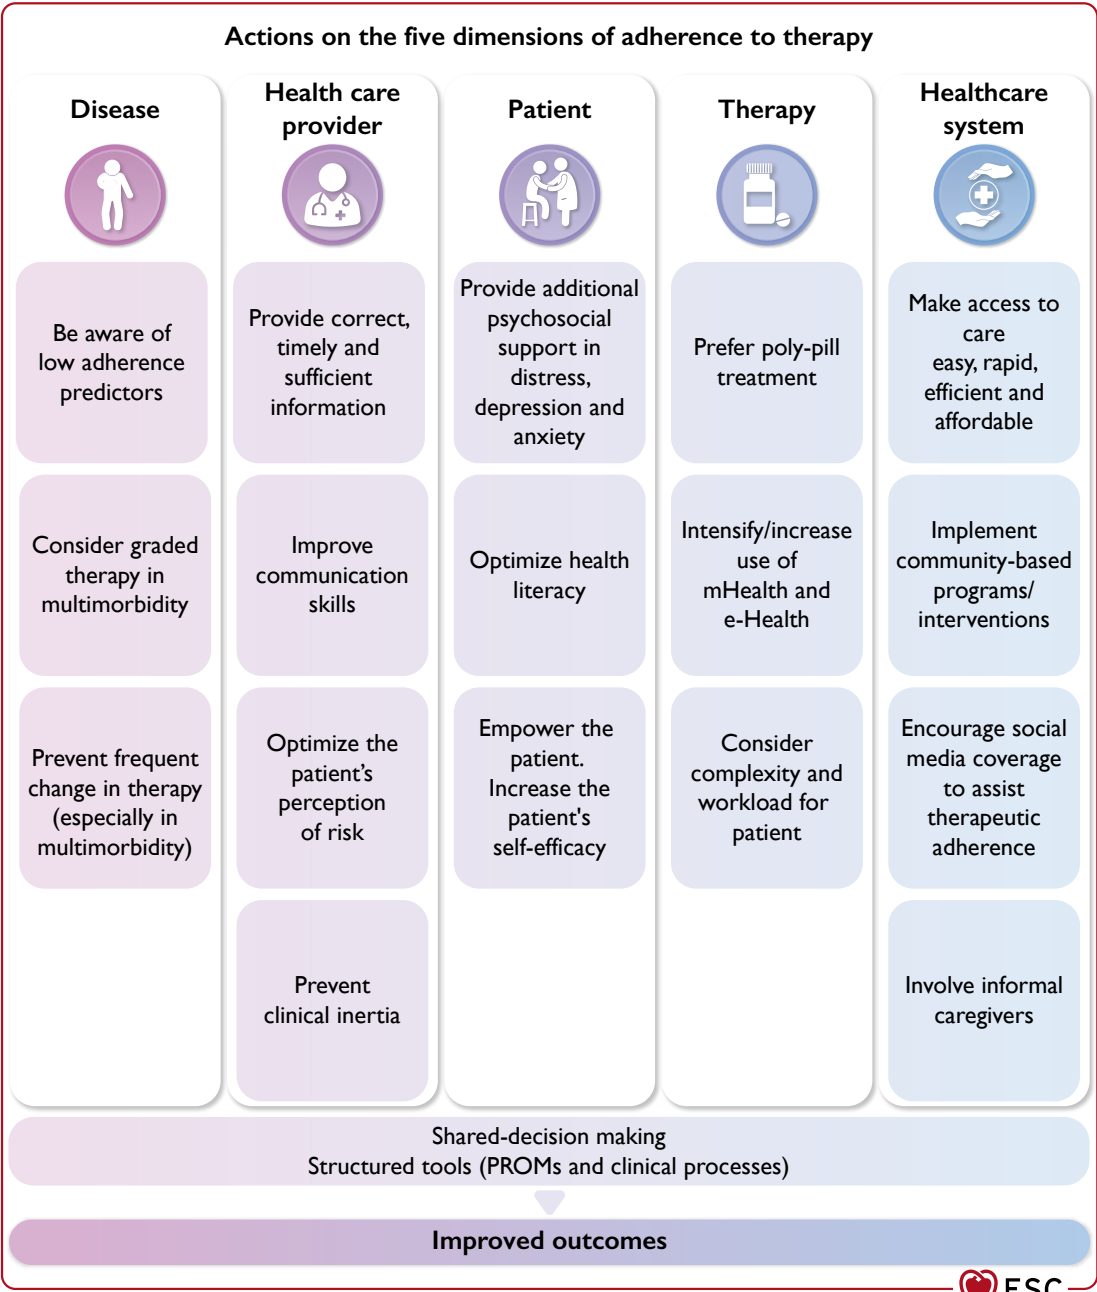 Actions on the five dimensions of adherence to therapy
Disease
Be aware of
low adherence
predictors
Consider graded
therapy in
multimorbidity
Prevent frequent
change in therapy
(especially in
multimorbidity)
Health care
provider
Provide correct,
timely and
sufficient
information
Improve
communication
skills
Optimize the
patient’s
perception
of risk
Prevent
clinical inertia
Patient
Provide additional
psychosocial
support in
distress,
depression and
anxiety
Optimize health
literacy
Empower the
patient.
Increase the
patient's
self-efficacy
Therapy
Prefer poly-pill
treatment
Intensify/increase
use of
mHealth and
e-Health
Consider
complexity and
workload for
patient
Healthcare
system
Make access to
care
easy, rapid,
efficient and
affordable
Implement
community-based
programs/
interventions
Encourage social
media coverage
to assist
therapeutic
adherence
Involve informal
caregivers
Shared-decision making
Structured tools (PROMs and clinical processes)
Improved outcomes
ESC